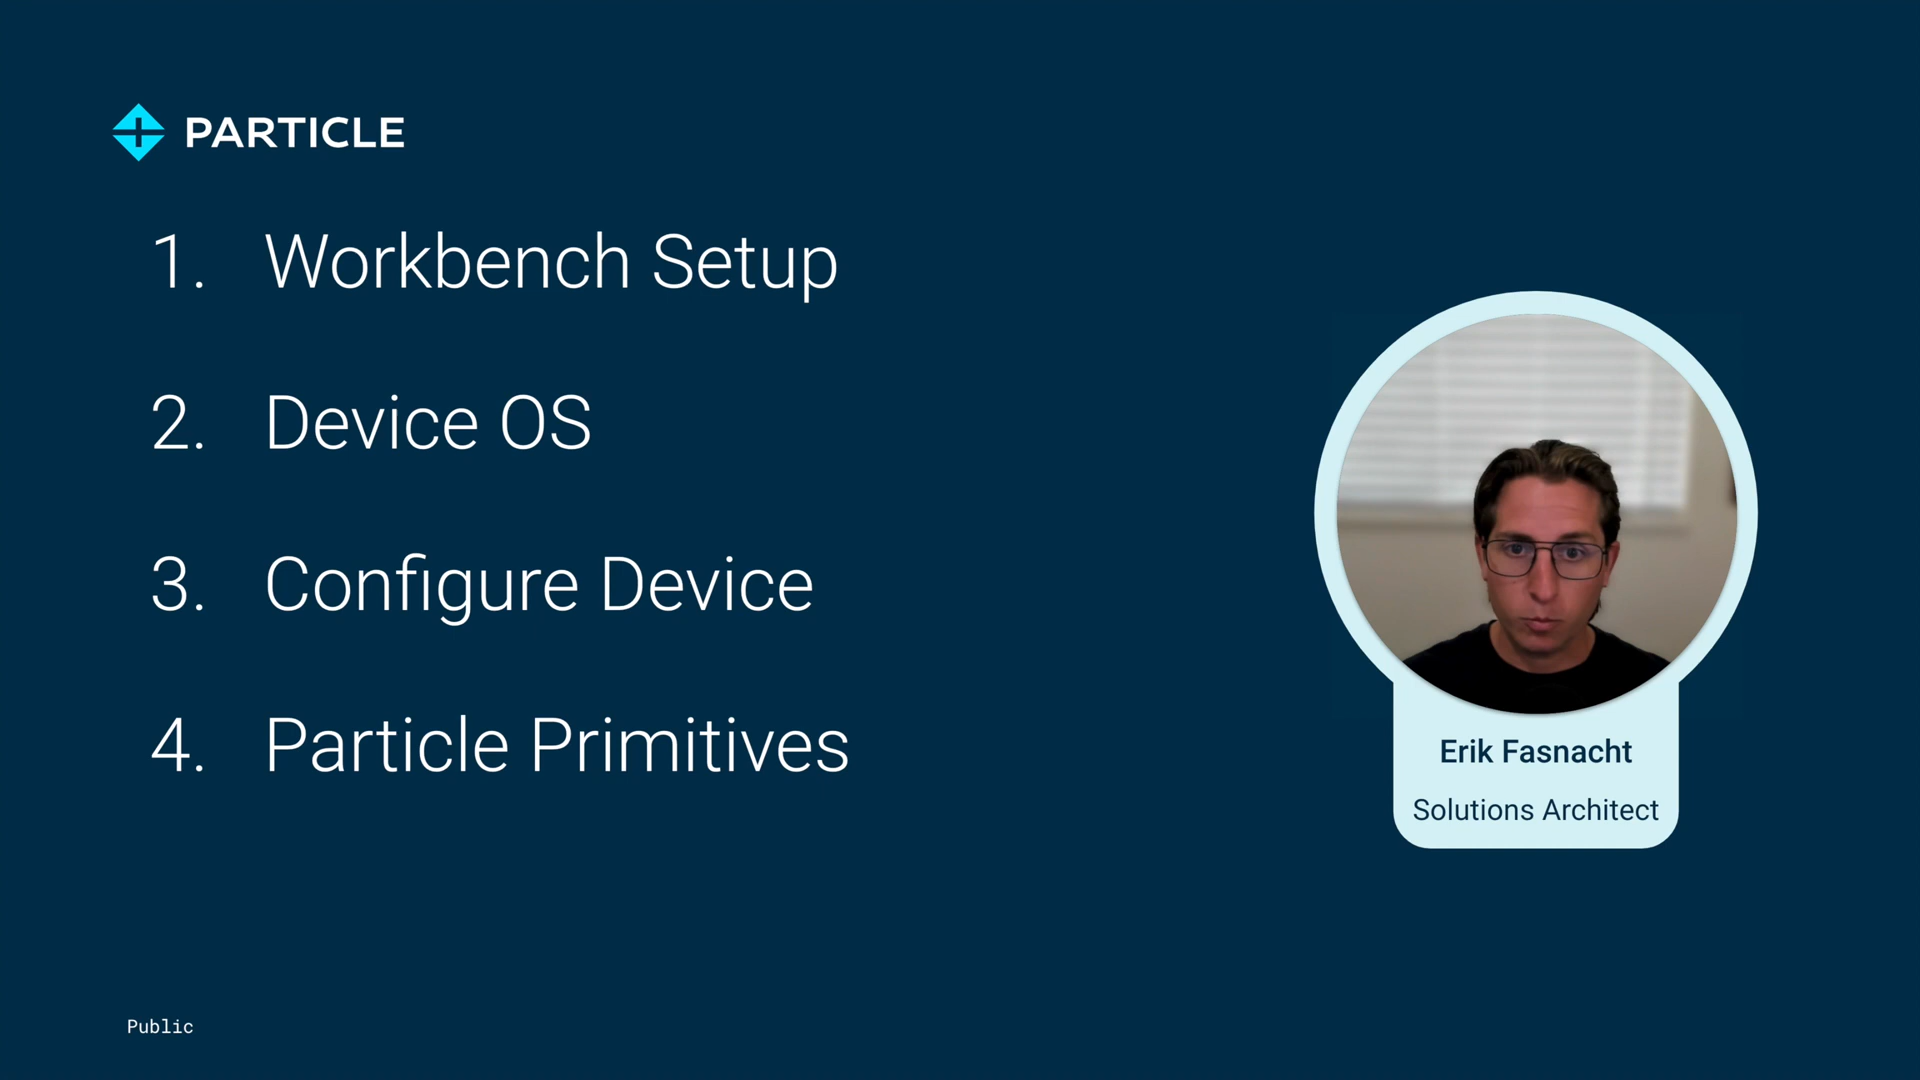 PARTICLE
1. Workbench Setup
2. Device OS
3. Configure Device
4. Particle Primitives
Erik Fasnacht
Solutions Architect
Public